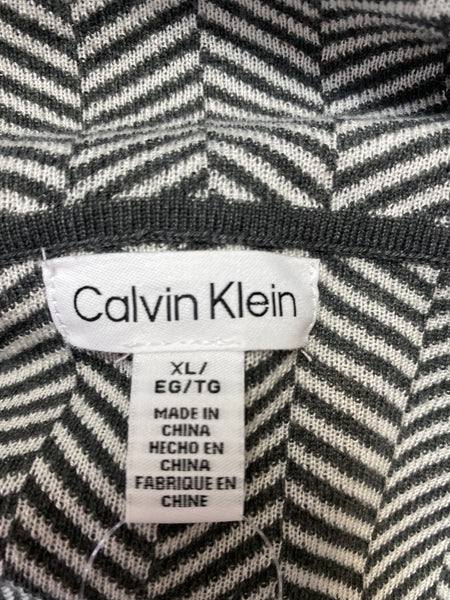 Calvin Klein
XL/
EG/TG
MADE IN
CHINA
HECHO EN
CHINA
FABRIQUE EN
CHINE